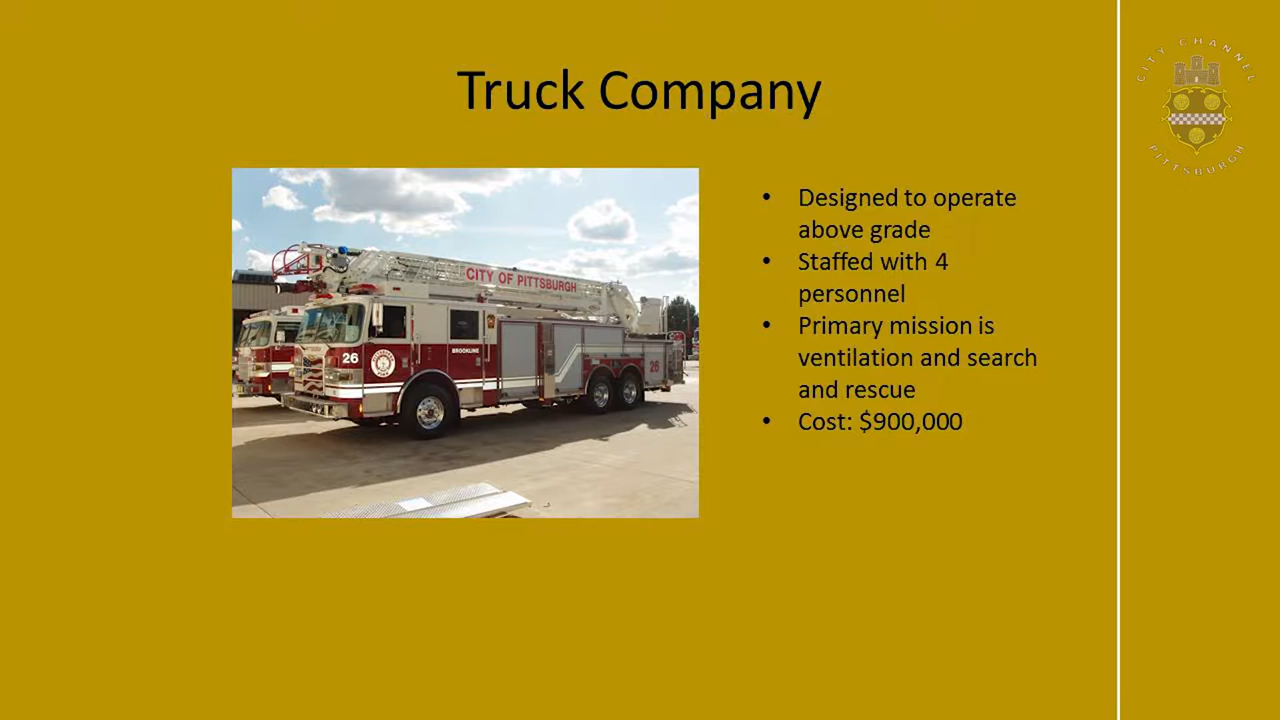 Truck Company
CITY CHANNEL
PITTSBURGH
CITY OF PITTSBURGH
26
BROOKLINE
26
• Designed to operate
above grade
• Staffed with 4
personnel
• Primary mission is
ventilation and search
and rescue
• Cost: $900,000